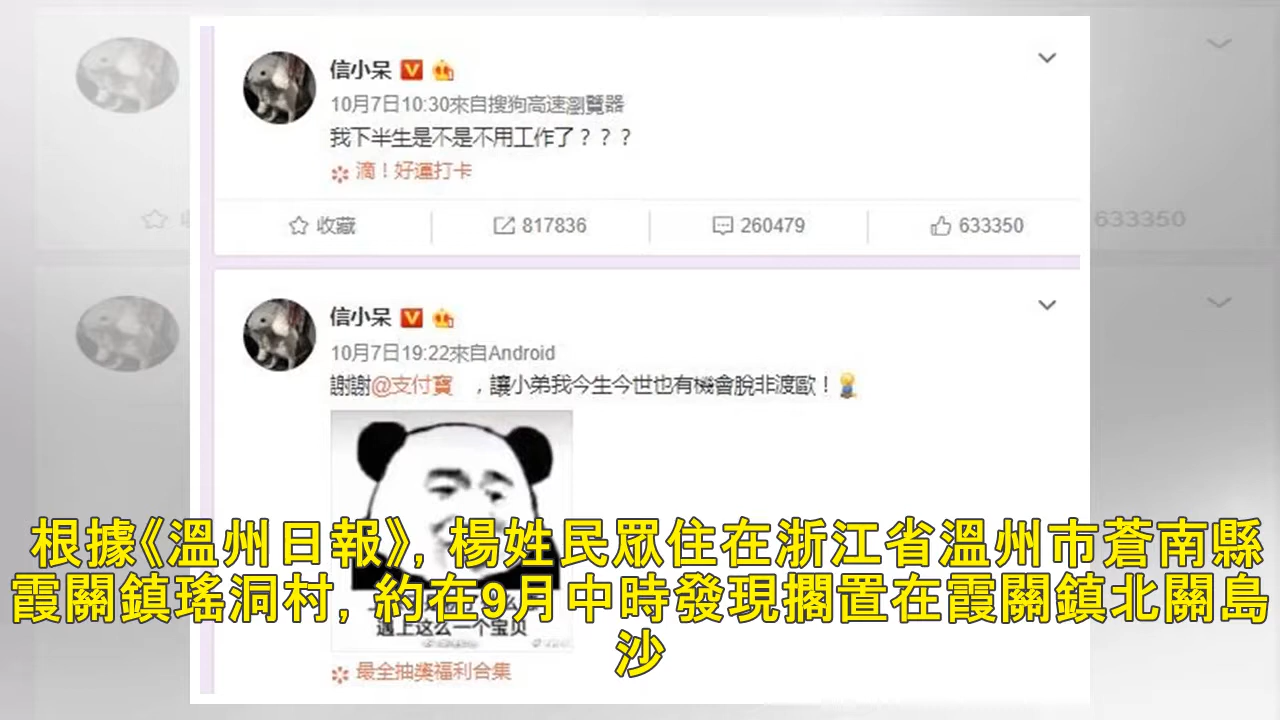 信小呆
10月7日10:30來自搜狗高速瀏覽器
我下半生是不是不用工作了？？？
滴！好運打卡
收藏
817836
260479
633350
633350
信小呆
10月7日19:22來自Android
謝謝@支付寶 ，讓小弟我今生今世也有機會脫非渡歐！
根據《溫州日報》，楊姓民眾住在浙江省溫州市蒼南縣
霞關鎮瑤洞村，約在9月中時發現擱置在霞關鎮北關島
沙
遇上这么一个宝贝
最全抽獎福利合集